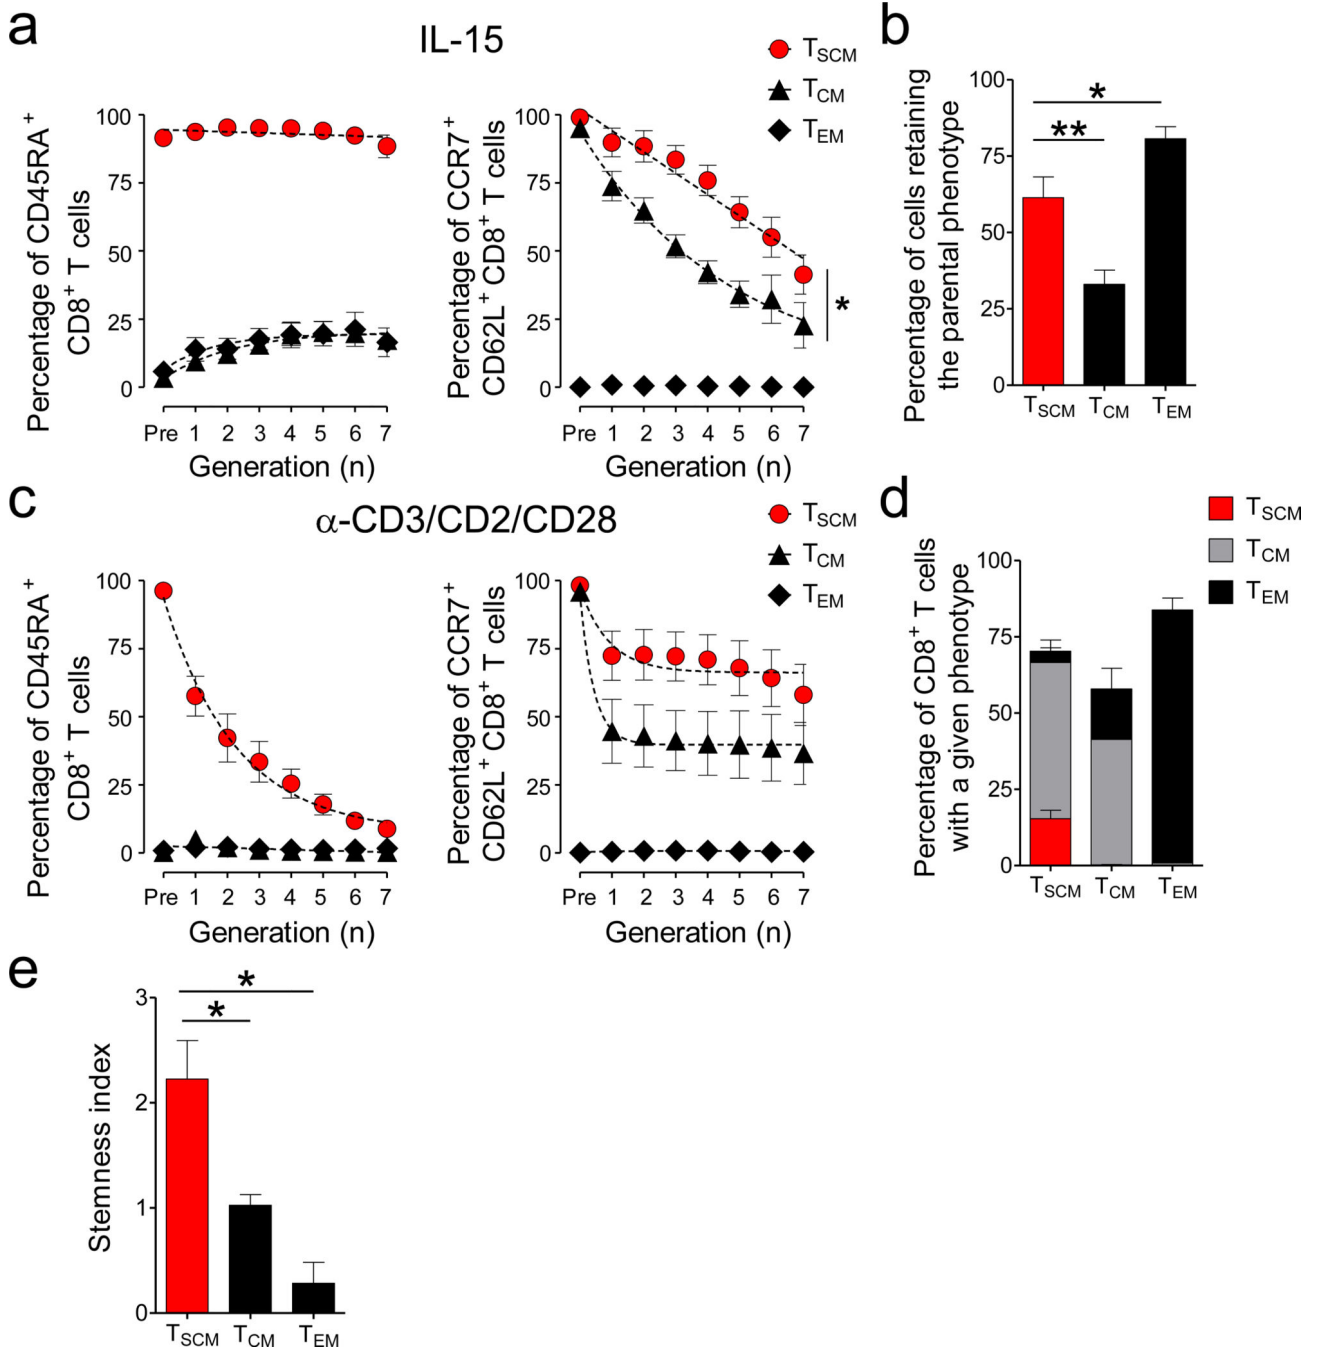 a
IL-15
T_SCM
T_CM
T_EM
Percentage of CD45RA⁺
CD8⁺ T cells
100
75
50
25
0
Pre 1 2 3 4 5 6 7
Generation (n)
Percentage of CCR7⁺
CD62L⁺ CD8⁺ T cells
100
75
50
25
0
*
Pre 1 2 3 4 5 6 7
Generation (n)
b
Percentage of cells retaining
the parental phenotype
100
75
50
25
0
*
**
T_SCM T_CM T_EM
c
α-CD3/CD2/CD28
T_SCM
T_CM
T_EM
Percentage of CD45RA⁺
CD8⁺ T cells
100
75
50
25
0
Pre 1 2 3 4 5 6 7
Generation (n)
Percentage of CCR7⁺
CD62L⁺ CD8⁺ T cells
100
75
50
25
0
Pre 1 2 3 4 5 6 7
Generation (n)
d
T_SCM
T_CM
T_EM
Percentage of CD8⁺ T cells
with a given phenotype
100
75
50
25
0
T_SCM T_CM T_EM
e
Stemness index
3
2
1
0
*
*
T_SCM T_CM T_EM